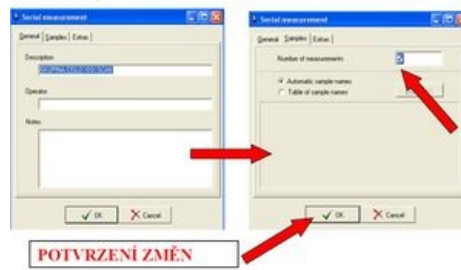 Serial measurement
General Samples Extras
Description
Operator
Notes
OK Cancel
Serial measurement
General Samples Extras
Number of measurements
Automatic sample names
Table of sample names
OK Cancel
POTVRZENÍ ZMĚN